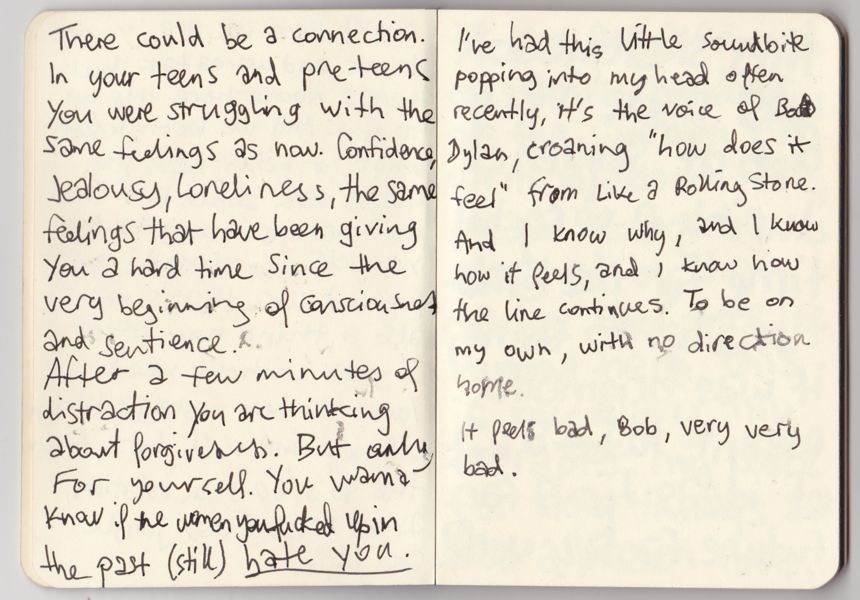 There could be a connection.
In your teens and pre-teens
you were struggling with the
same feelings as now. Confidence,
Jealousy, Loneliness, the same
feelings that have been giving
you a hard time since the
very beginning of consciousness
and sentience.
After a few minutes of
distraction you are thinking
about forgiveness. But only
For yourself. You wanna
know if the women you fucked up in
the past (still) hate you.
I've had this little soundbite
popping into my head often
recently, it's the voice of Bob
Dylan, croaning "how does it
feel" from Like a Rolling Stone.
And I know why, and I know
how it feels, and I know how
the line continues. To be on
my own, with no direction
home.
It feels bad, Bob, very very
bad.